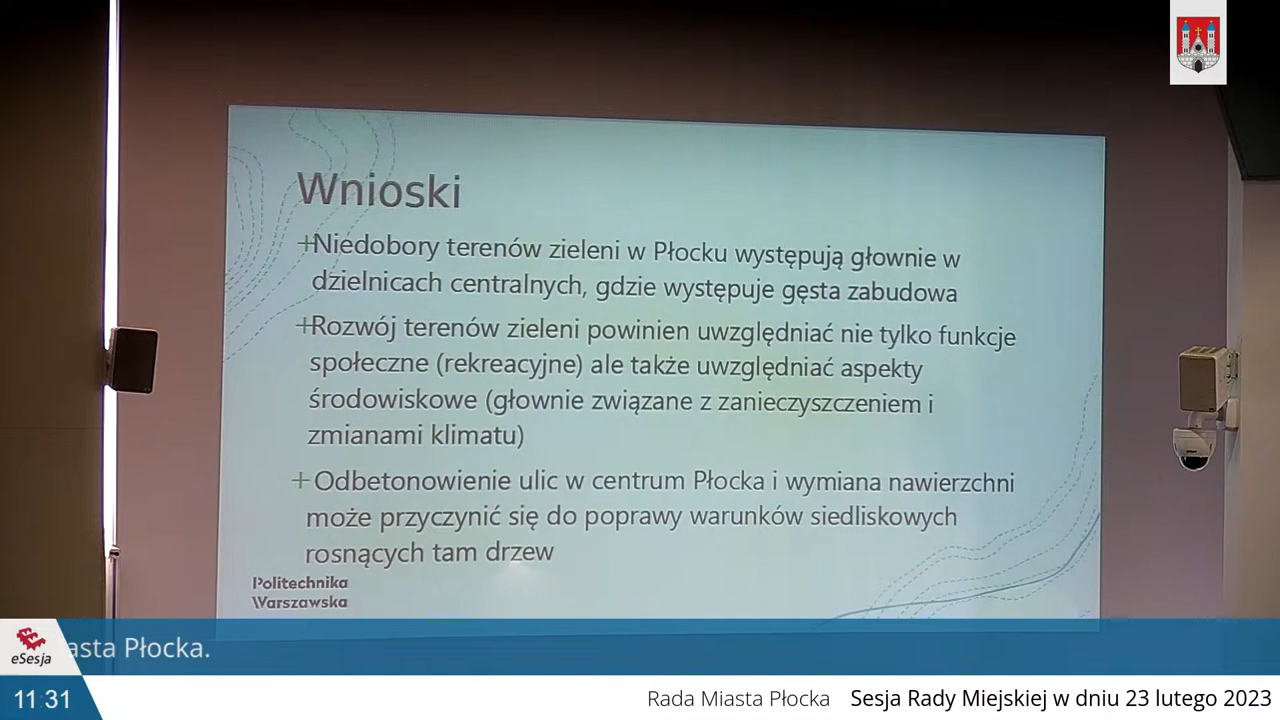 Wnioski
+Niedobory terenów zieleni w Płocku występują głownie w
dzielnicach centralnych, gdzie występuje gęsta zabudowa
+Rozwój terenów zieleni powinien uwzględniać nie tylko funkcje
społeczne (rekreacyjne) ale także uwzględniać aspekty
środowiskowe (głownie związane z zanieczyszczeniem i
zmianami klimatu)
+Odbetonowienie ulic w centrum Płocka i wymiana nawierzchni
może przyczynić się do poprawy warunków siedliskowych
rosnących tam drzew
Politechnika
Warszawska
asta Płocka.
eSesja
11:31
Rada Miasta Płocka Sesja Rady Miejskiej w dniu 23 lutego 2023